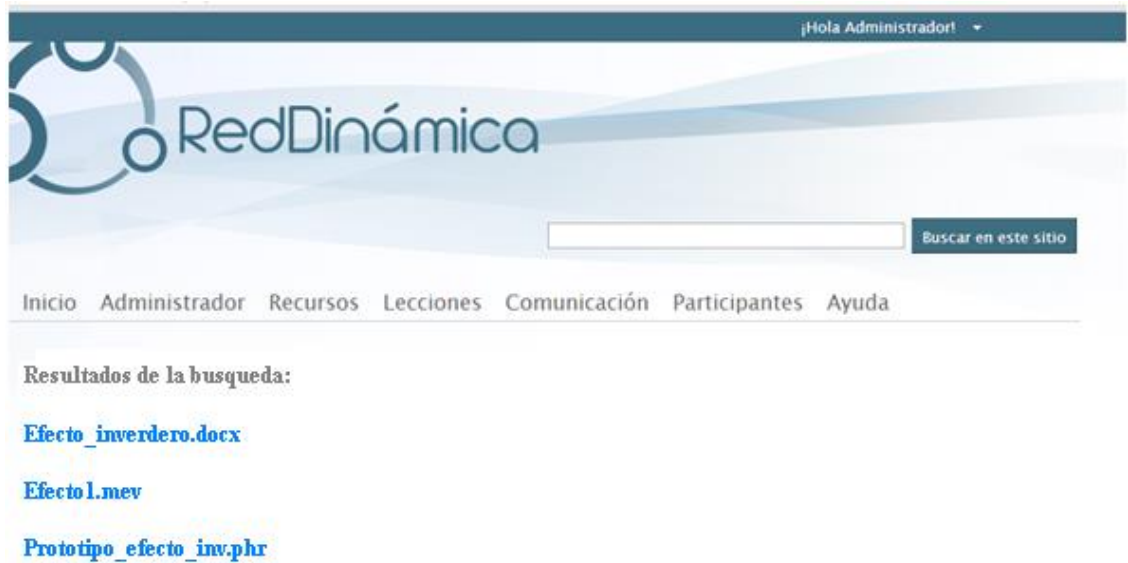 ¡Hola Administrador!
RedDinámica
Buscar en este sitio
Inicio Administrador Recursos Lecciones Comunicación Participantes Ayuda
Resultados de la busqueda:
Efecto_inverdero.docx
Efecto1.mev
Prototipo_efecto_inv.phr